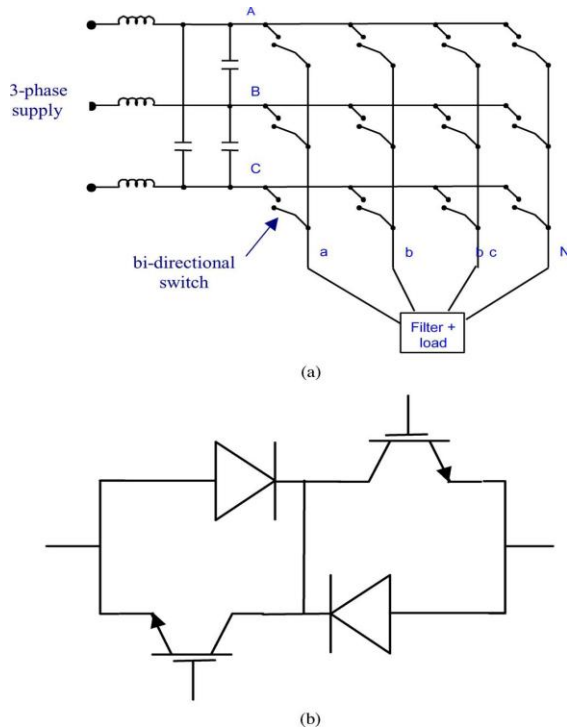 A
3-phase
supply
B
C
bi-directional
switch
a
b
b c
N
Filter +
load
(a)
(b)